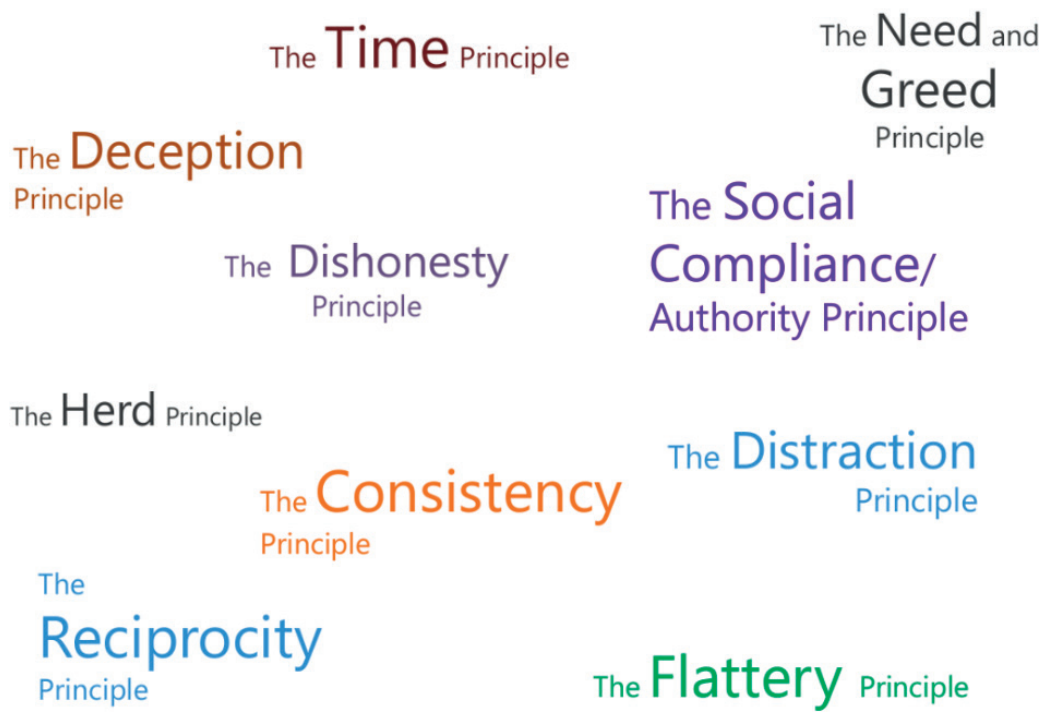 The Time Principle
The Need and
Greed
Principle
The Deception
Principle
The Social
Compliance/
Authority Principle
The Dishonesty
Principle
The Herd Principle
The Distraction
Principle
The Consistency
Principle
The
Reciprocity
Principle
The Flattery Principle